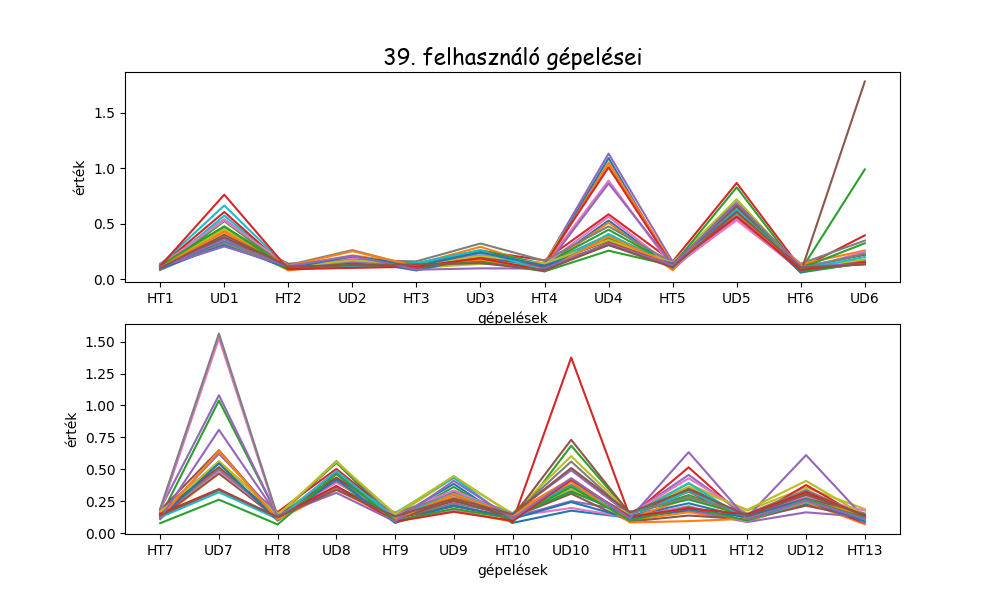 39. felhasználó gépelései
érték
1.5
1.0
0.5
0.0
HT1 UD1 HT2 UD2 HT3 UD3 HT4 UD4 HT5 UD5 HT6 UD6
gépelések
érték
1.50
1.25
1.00
0.75
0.50
0.25
0.00
HT7 UD7 HT8 UD8 HT9 UD9 HT10 UD10 HT11 UD11 HT12 UD12 HT13
gépelések